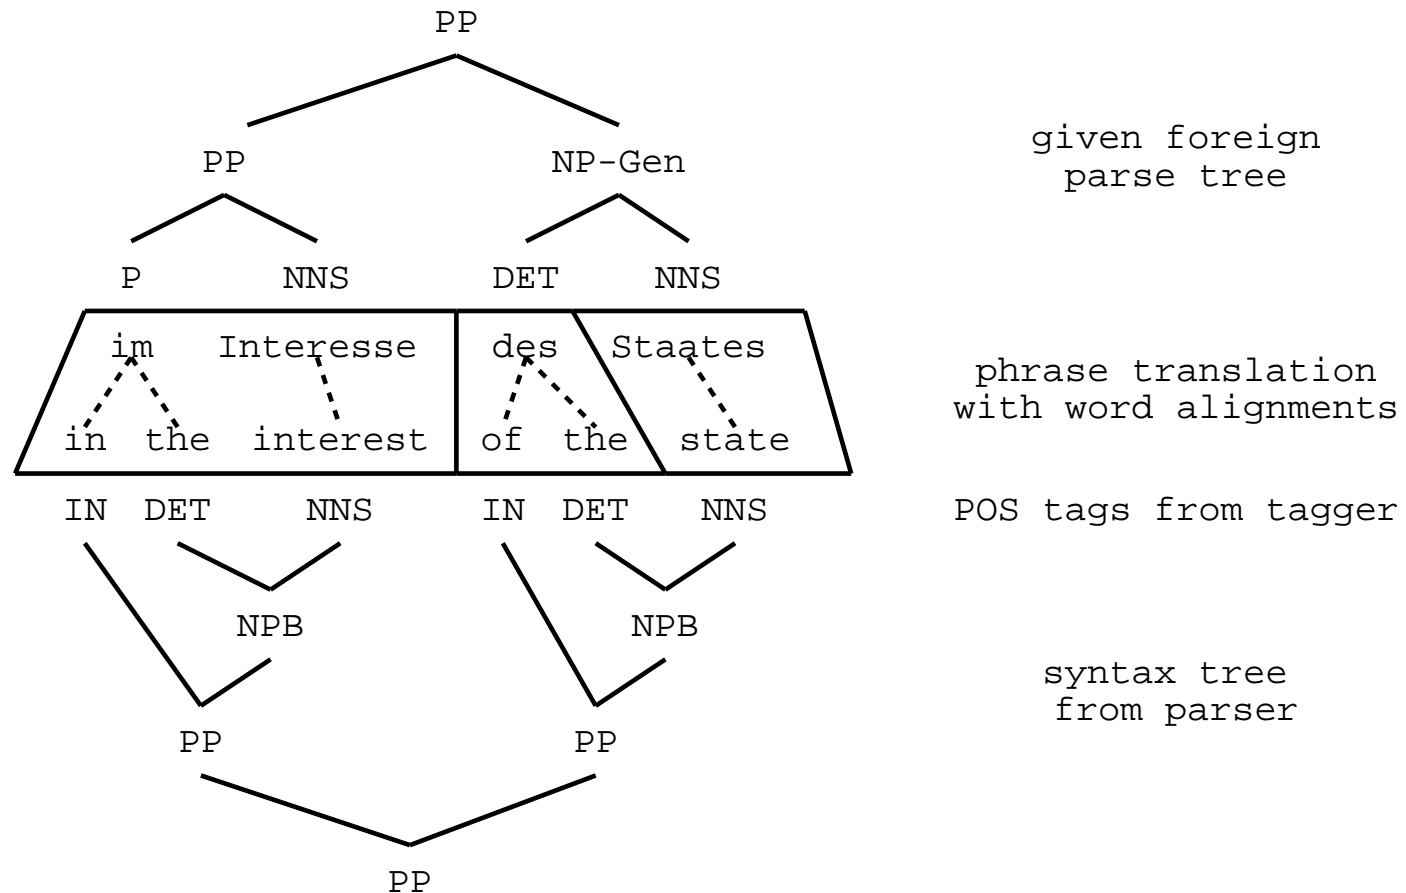 PP
PP NP-Gen
given foreign
parse tree
P NNS DET NNS
im Interesse des Staates
in the interest of the state
phrase translation
with word alignments
IN DET NNS IN DET NNS
POS tags from tagger
NPB NPB
syntax tree
from parser
PP PP
PP